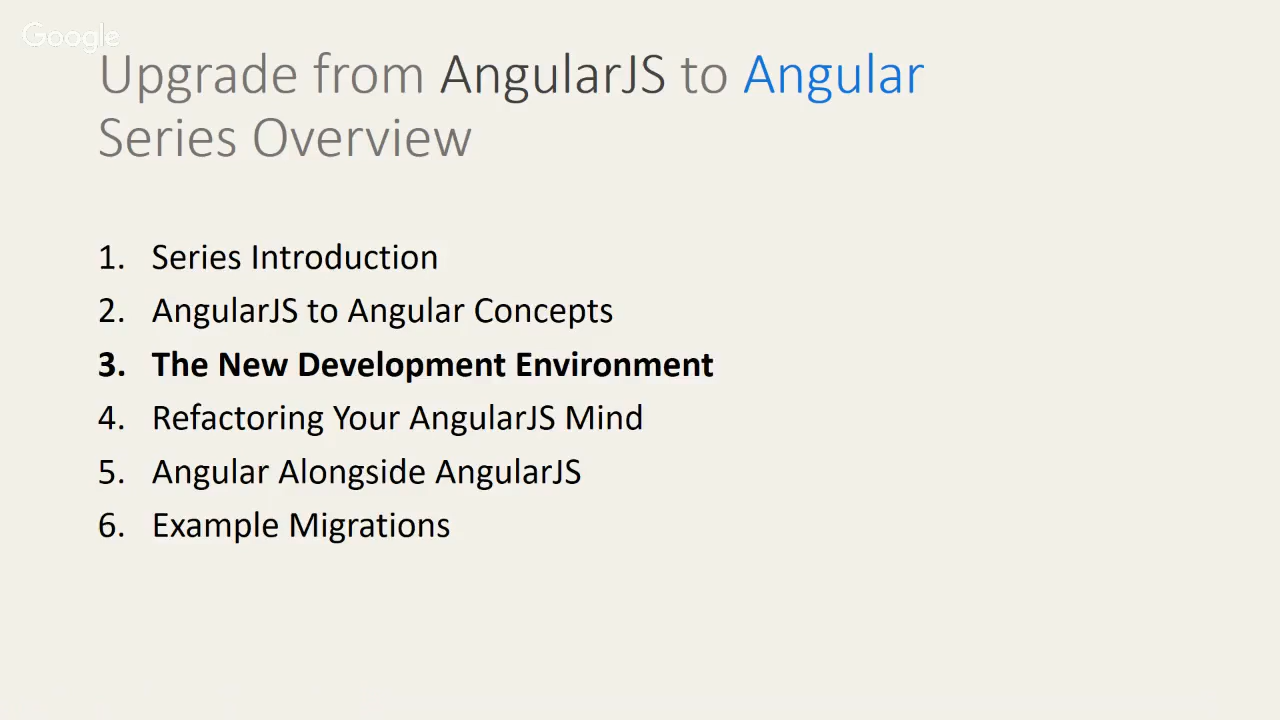 Google
Upgrade from AngularJS to Angular
Series Overview
1. Series Introduction
2. AngularJS to Angular Concepts
3. The New Development Environment
4. Refactoring Your AngularJS Mind
5. Angular Alongside AngularJS
6. Example Migrations